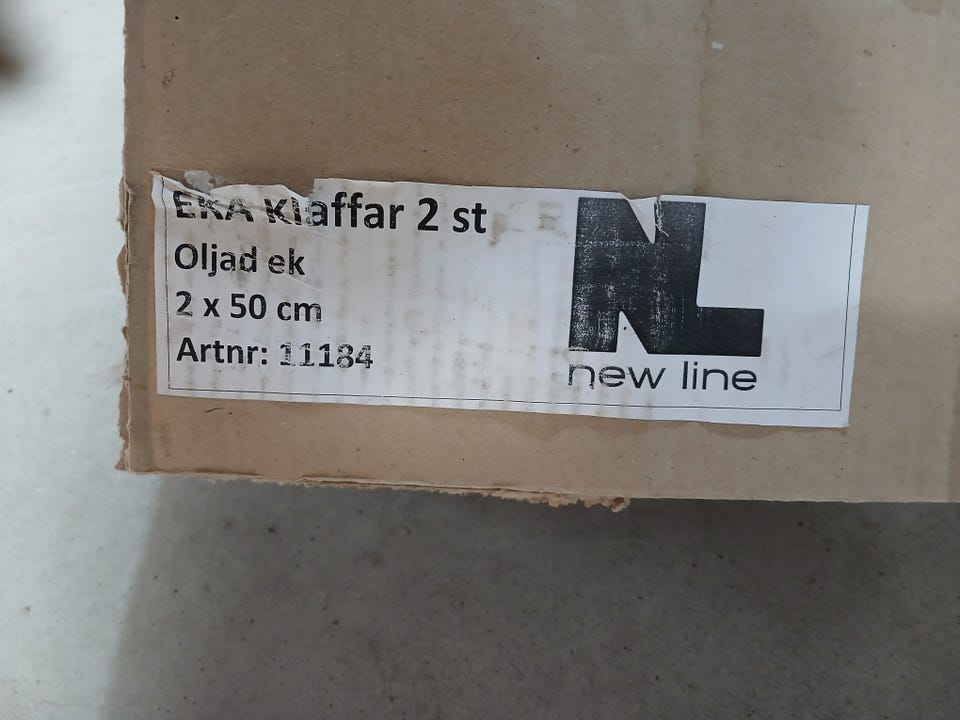 EKA Klaffar 2 st
Oljad ek
2 x 50 cm
Artnr: 11184
NL
new line